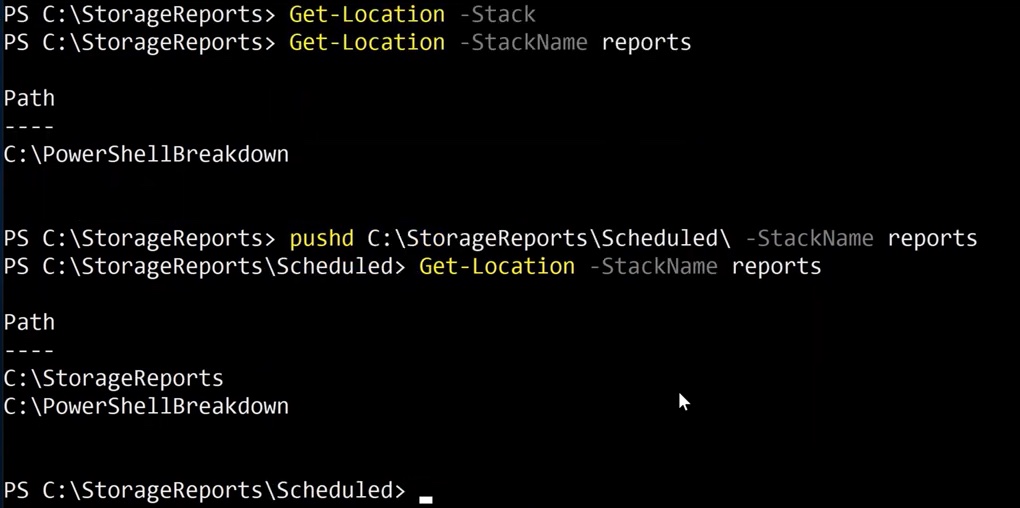 PS C:\StorageReports> Get-Location -Stack
PS C:\StorageReports> Get-Location -StackName reports
Path
----
C:\PowerShellBreakdown
PS C:\StorageReports> pushd C:\StorageReports\Scheduled\ -StackName reports
PS C:\StorageReports\Scheduled> Get-Location -StackName reports
Path
----
C:\StorageReports
C:\PowerShellBreakdown
PS C:\StorageReports\Scheduled>